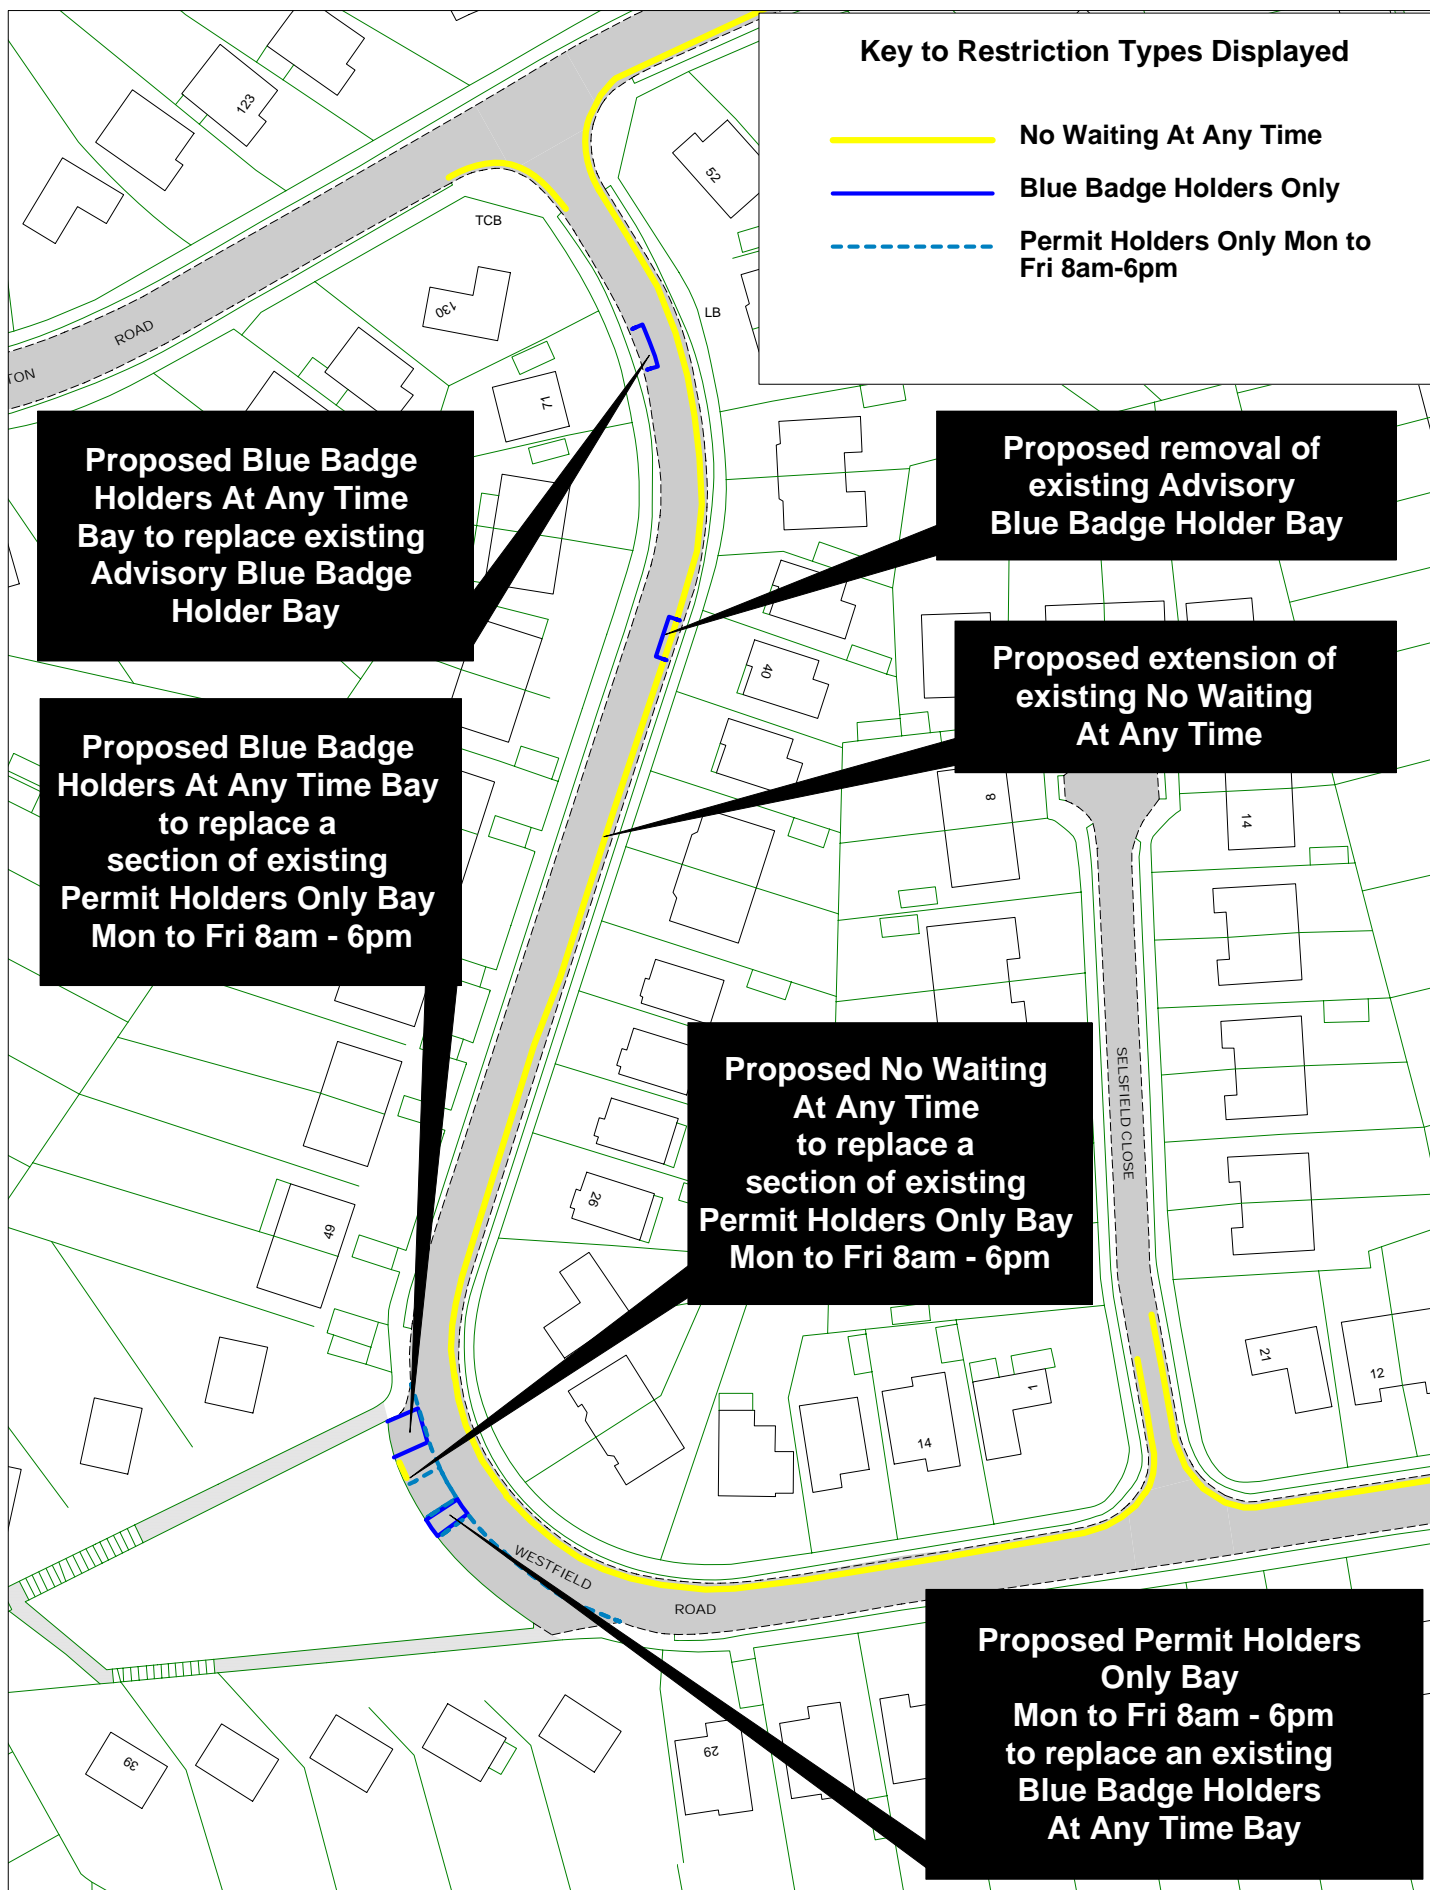 Key to Restriction Types Displayed
No Waiting At Any Time
Blue Badge Holders Only
Permit Holders Only Mon to
Fri 8am-6pm
123
52
TCB
130
LB
ROAD
TON
71
Proposed Blue Badge
Holders At Any Time
Bay to replace existing
Advisory Blue Badge
Holder Bay
Proposed removal of
existing Advisory
Blue Badge Holder Bay
40
Proposed extension of
existing No Waiting
At Any Time
Proposed Blue Badge
Holders At Any Time Bay
to replace a
section of existing
Permit Holders Only Bay
Mon to Fri 8am - 6pm
8
14
Proposed No Waiting
At Any Time
to replace a
section of existing
Permit Holders Only Bay
Mon to Fri 8am - 6pm
SELSFIELD CLOSE
26
49
21
12
1
14
WESTFIELD
ROAD
Proposed Permit Holders
Only Bay
Mon to Fri 8am - 6pm
to replace an existing
Blue Badge Holders
At Any Time Bay
39
29